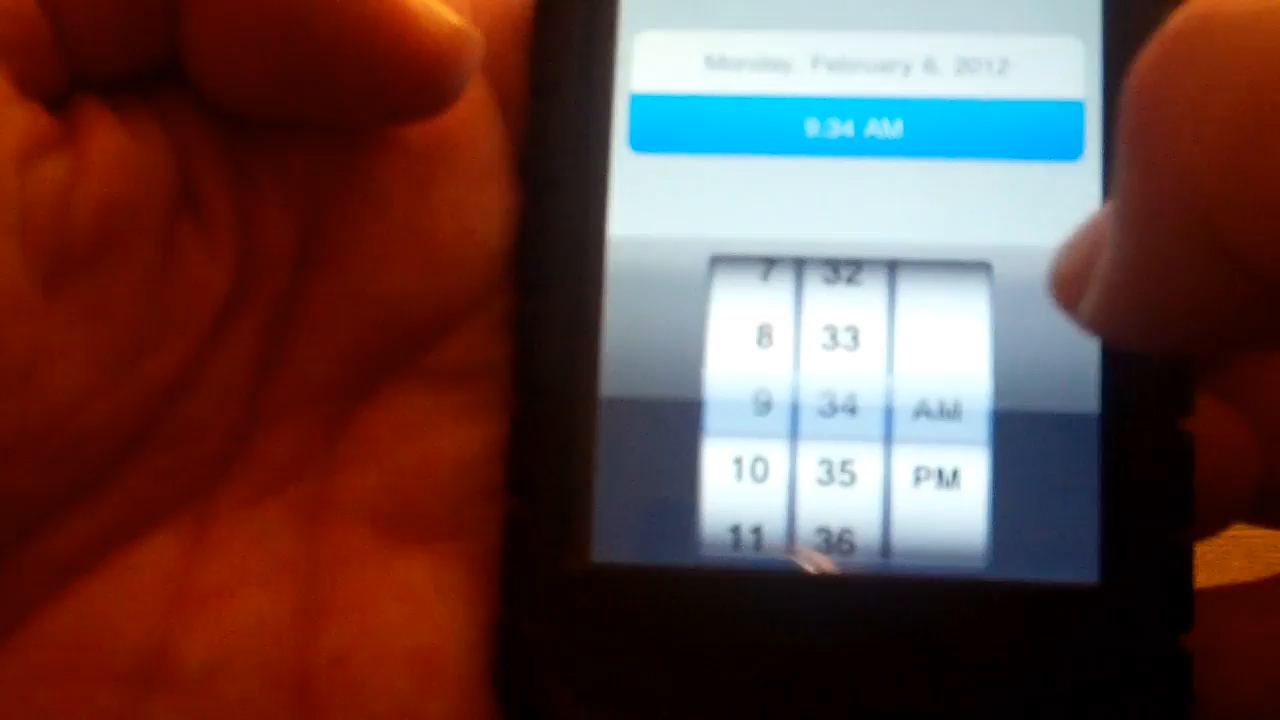 Monday, February 6, 2012
9:34 AM
7 32
8 33
9 34 AM
10 35 PM
11 36